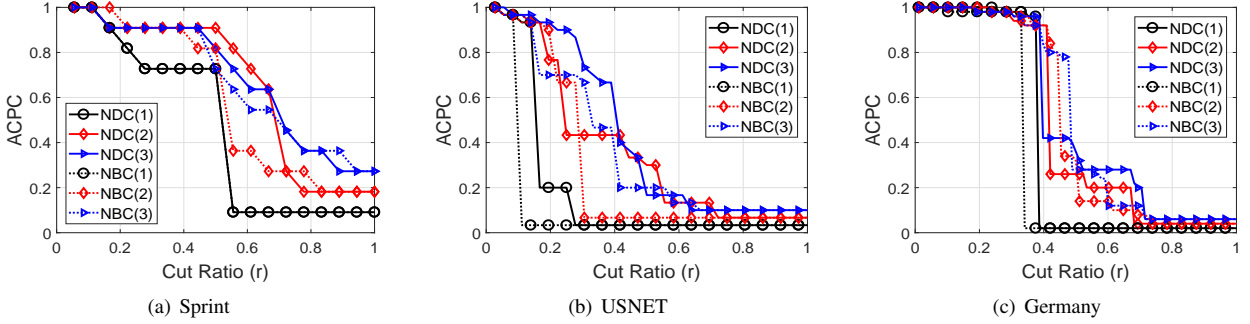 ACPC
1
0.8
0.6
0.4
0.2
0
NDC(1)
NDC(2)
NDC(3)
NBC(1)
NBC(2)
NBC(3)
0 0.2 0.4 0.6 0.8 1
Cut Ratio (r)
(a) Sprint
ACPC
1
0.8
0.6
0.4
0.2
0
NDC(1)
NDC(2)
NDC(3)
NBC(1)
NBC(2)
NBC(3)
0 0.2 0.4 0.6 0.8 1
Cut Ratio (r)
(b) USNET
ACPC
1
0.8
0.6
0.4
0.2
0
NDC(1)
NDC(2)
NDC(3)
NBC(1)
NBC(2)
NBC(3)
0 0.2 0.4 0.6 0.8 1
Cut Ratio (r)
(c) Germany